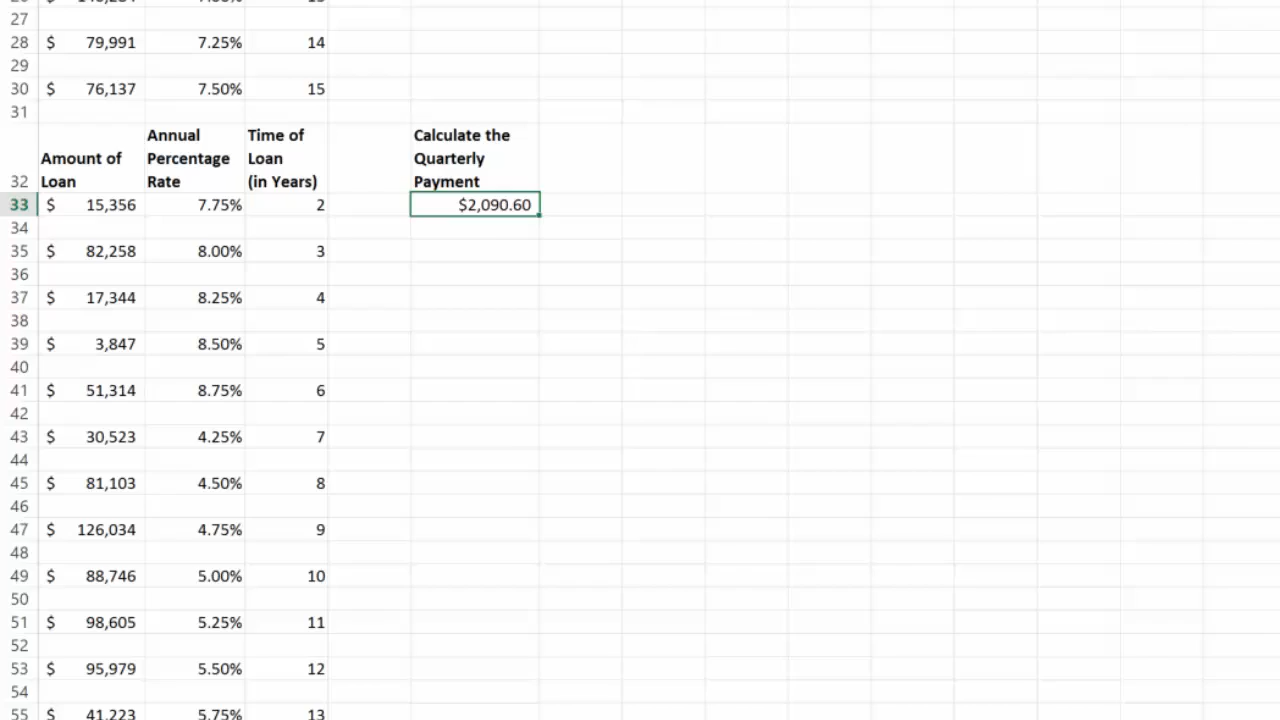 27
28 $ 79,991 7.25% 14
29
30 $ 76,137 7.50% 15
31
Annual Time of Calculate the
Amount of Percentage Loan Quarterly
32 Loan Rate (in Years) Payment
33 $ 15,356 7.75% 2 $2,090.60
34
35 $ 82,258 8.00% 3
36
37 $ 17,344 8.25% 4
38
39 $ 3,847 8.50% 5
40
41 $ 51,314 8.75% 6
42
43 $ 30,523 4.25% 7
44
45 $ 81,103 4.50% 8
46
47 $ 126,034 4.75% 9
48
49 $ 88,746 5.00% 10
50
51 $ 98,605 5.25% 11
52
53 $ 95,979 5.50% 12
54
55 $ 41,223 5.75% 13